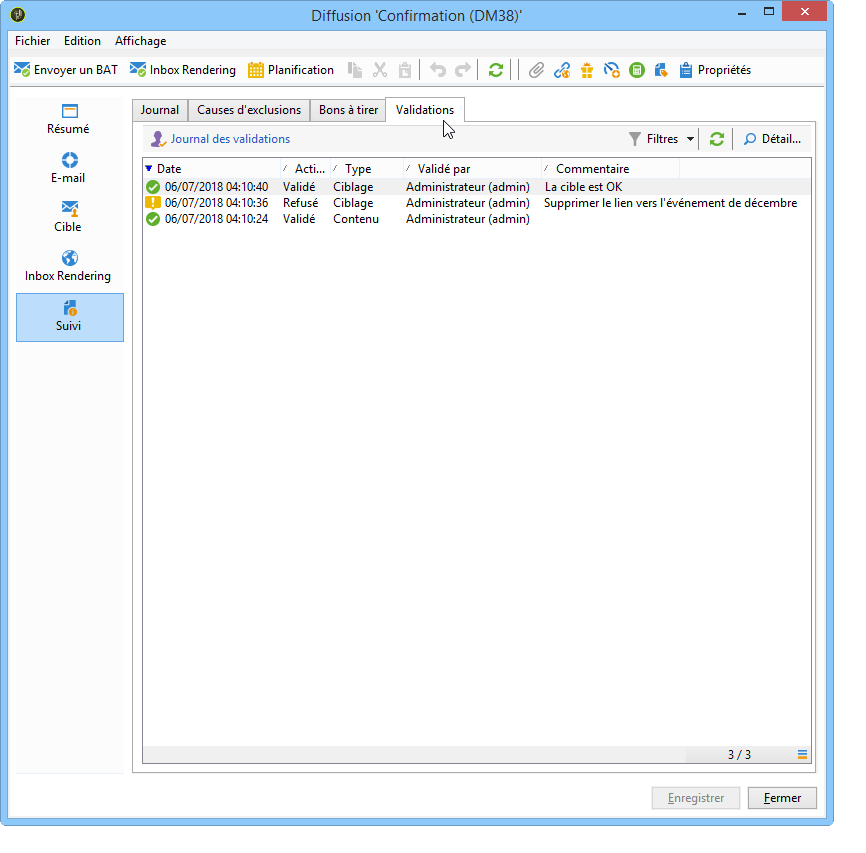 Diffusion 'Confirmation (DM38)'
Fichier Edition Affichage
Envoyer un BAT Inbox Rendering Planification Propriétés
Résumé
E-mail
Cible
Inbox Rendering
Suivi
Journal Causes d'exclusions Bons à tirer Validations
Journal des validations Filtres Détail...
Date Acti... Type Validé par Commentaire
06/07/2018 04:10:40 Validé Ciblage Administrateur (admin) La cible est OK
06/07/2018 04:10:36 Refusé Ciblage Administrateur (admin) Supprimer le lien vers l'événement de décembre
06/07/2018 04:10:24 Validé Contenu Administrateur (admin)
3 / 3
Enregistrer Fermer